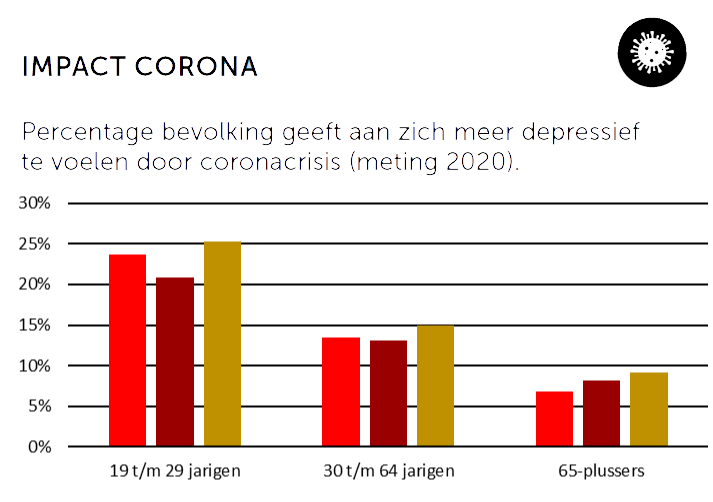 IMPACT CORONA
Percentage bevolking geeft aan zich meer depressief
te voelen door coronacrisis (meting 2020).
30%
25%
20%
15%
10%
5%
0%
19 t/m 29 jarigen
30 t/m 64 jarigen
65-plussers